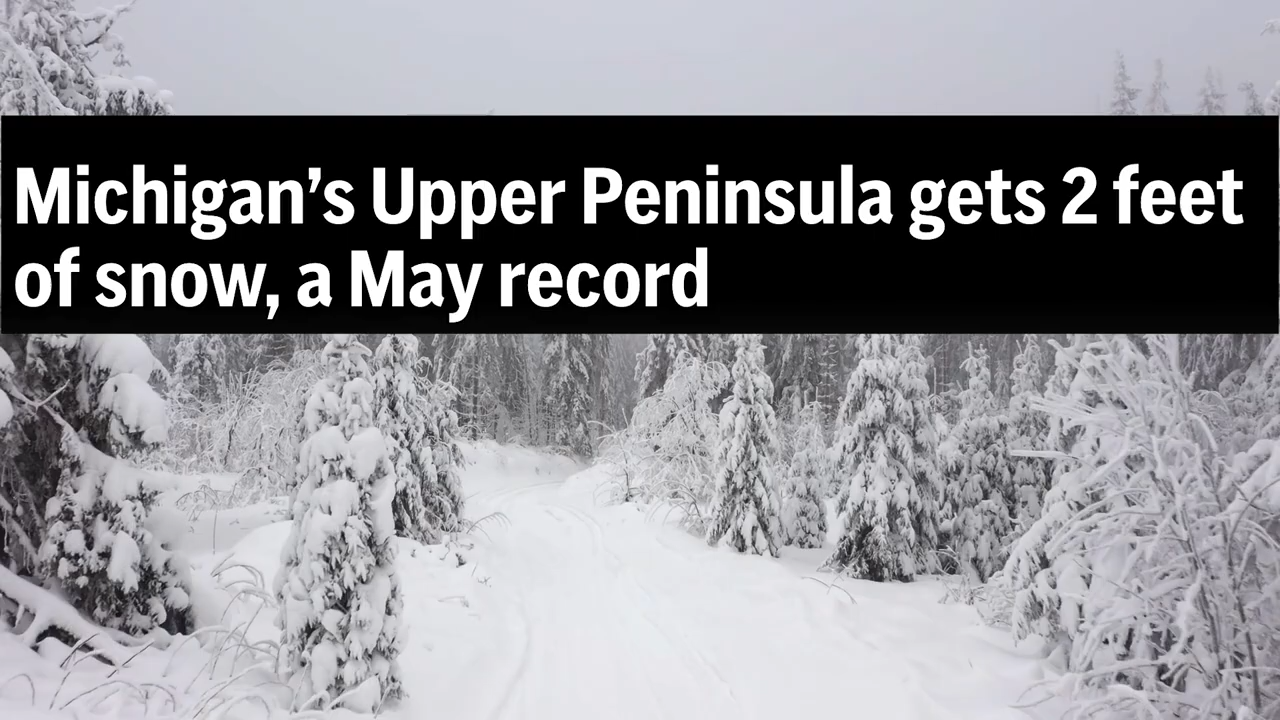 Michigan’s Upper Peninsula gets 2 feet
of snow, a May record